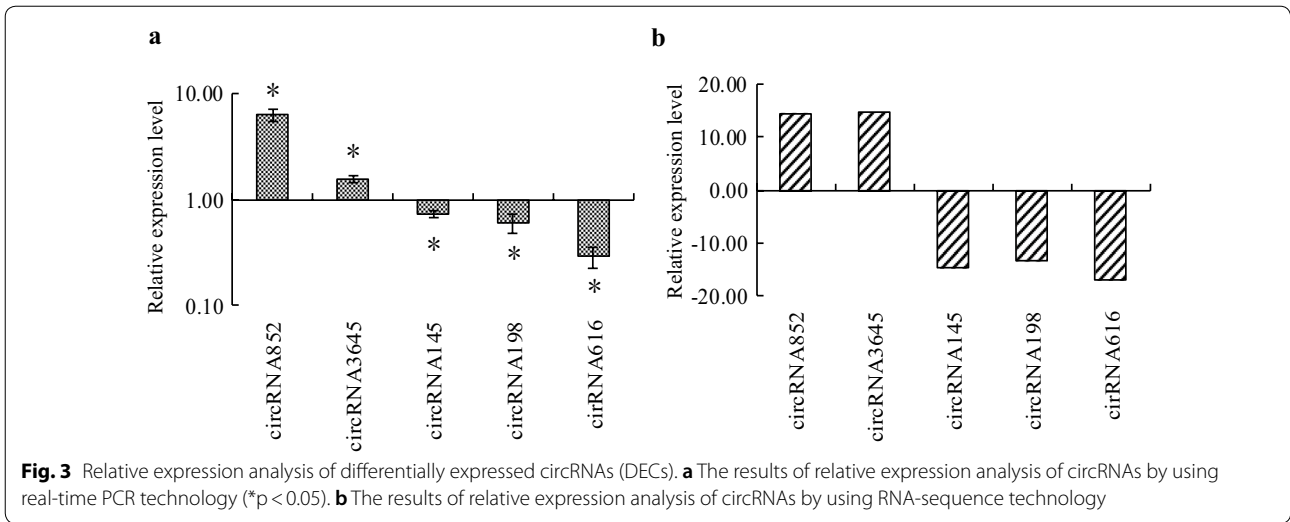 a
b
Relative expression level
10.00
1.00
0.10
*
*
*
*
*
circRNA852
circRNA3645
circRNA145
circRNA198
cirRNA616
Relative expression level
20.00
10.00
0.00
-10.00
-20.00
circRNA852
circRNA3645
circRNA145
circRNA198
cirRNA616
Fig. 3 Relative expression analysis of differentially expressed circRNAs (DECs). a The results of relative expression analysis of circRNAs by using
real-time PCR technology (*p < 0.05). b The results of relative expression analysis of circRNAs by using RNA-sequence technology